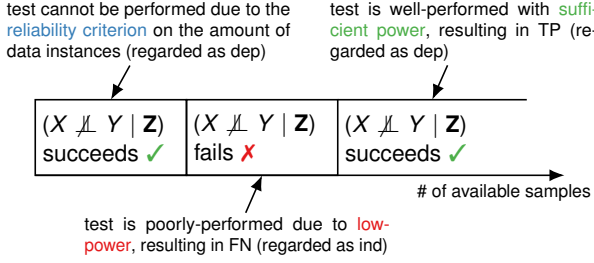 test cannot be performed due to the
reliability criterion on the amount of
data instances (regarded as dep)
test is well-performed with suffi-
cient power, resulting in TP (re-
garded as dep)
(X ⊥̸⊥ Y | Z)
succeeds ✓
(X ⊥̸⊥ Y | Z)
fails ✗
(X ⊥̸⊥ Y | Z)
succeeds ✓
# of available samples
test is poorly-performed due to low-
power, resulting in FN (regarded as ind)